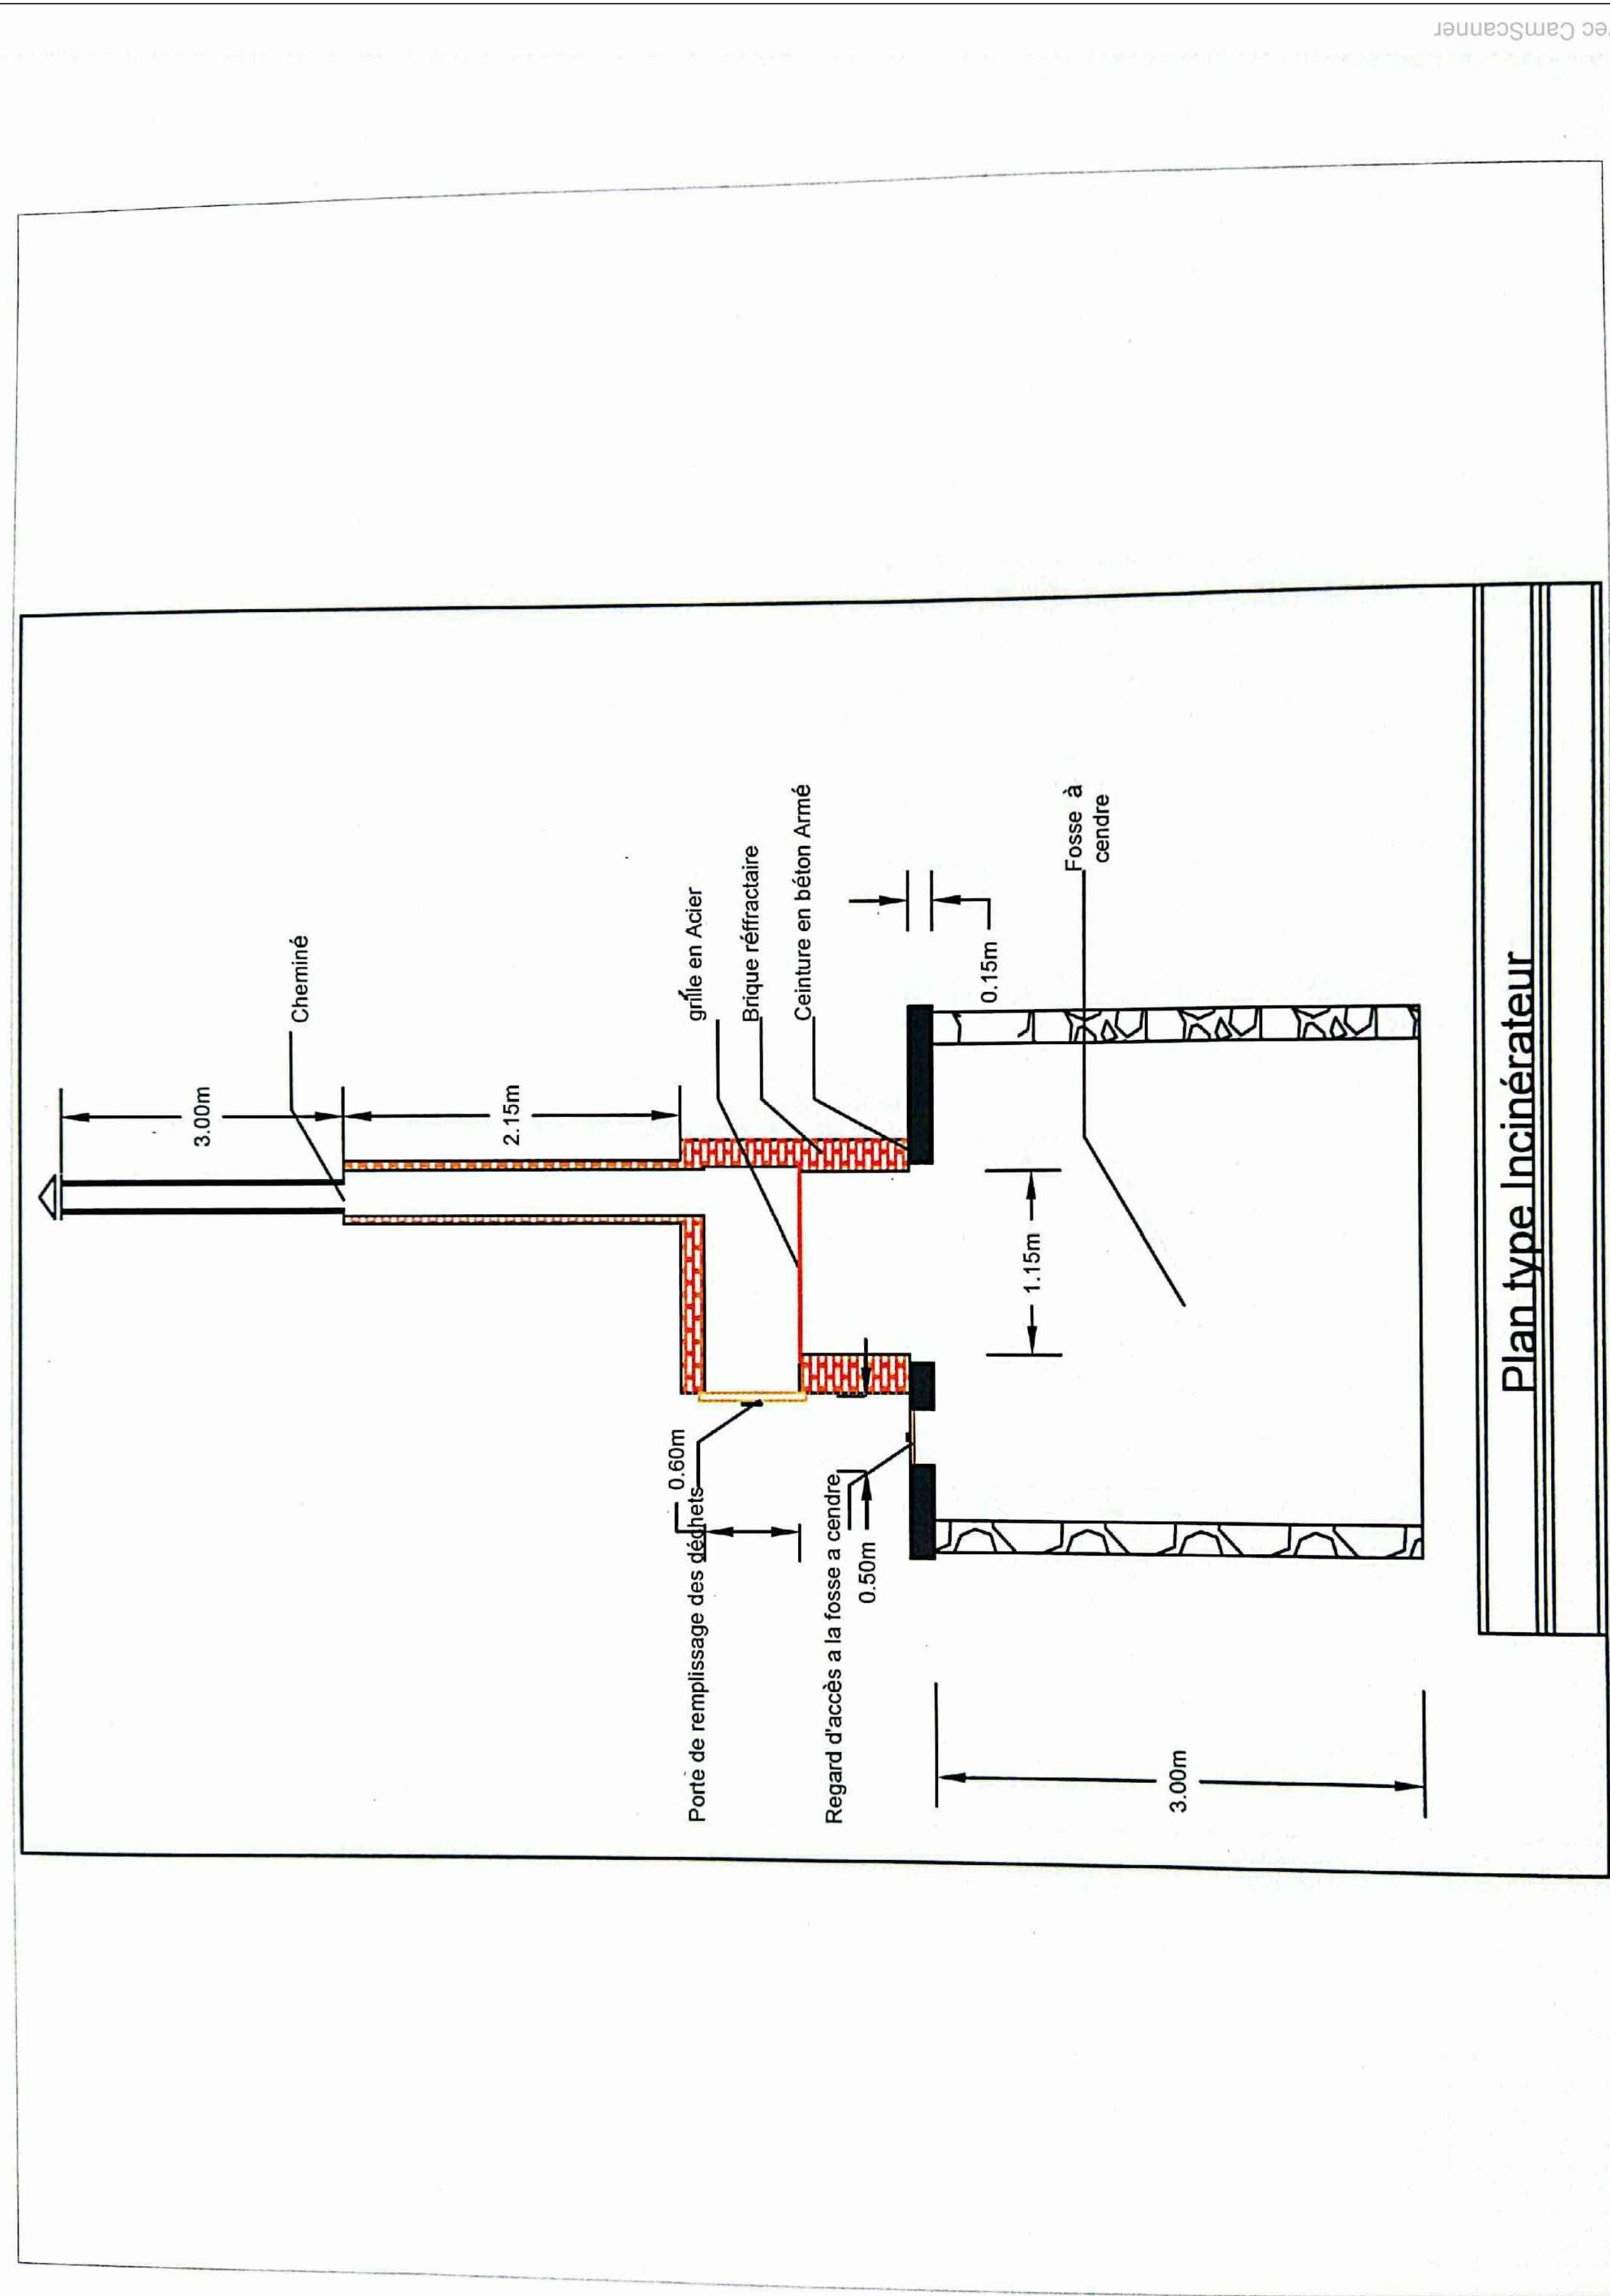 3.00m
Cheminé
2.15m
grille en Acier
Brique réffractaire
Ceinture en béton Armé
0.60m
Porte de remplissage des déchets
Regard d'accès a la fosse a cendre
0.50m
0.15m
1.15m
Fosse à
cendre
3.00m
Plan type Incinérateur
CamScanner